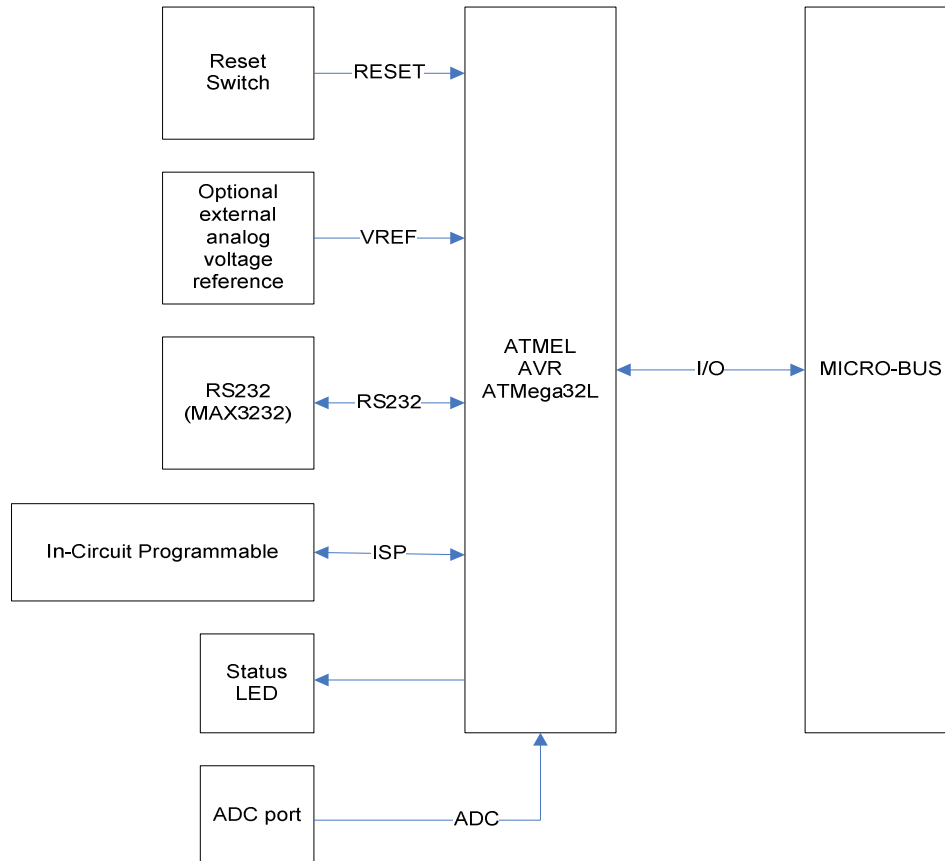 Reset
Switch
RESET
Optional
external
analog
voltage
reference
VREF
RS232
(MAX3232)
RS232
ATMEL
AVR
ATMega32L
I/O
MICRO-BUS
In-Circuit Programmable
ISP
Status
LED
ADC port
ADC